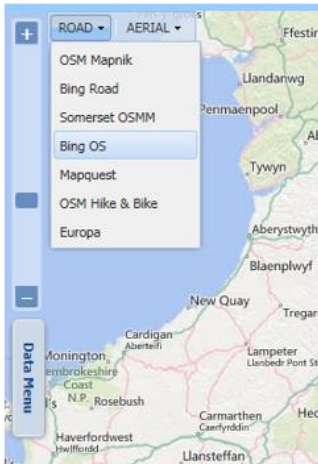 ROAD AERIAL
Ffestin
OSM Mapnik
Bing Road
Somerset OSMM
Bing OS
Mapquest
OSM Hike & Bike
Europa
Llandanwg
Penmaenpool
Al
Tywyn
Aberystwyth
Blaenplwyf
New Quay
Tregar
Cardigan
Aberteifi
Lampeter
Llanbedr Pont St
Monington
embrokeshire
Coast
N.P.
Rosebush
Carmarthen
Caerfyrddin
Haverfordwest
Hwlffordd
Llansteffan
Data Menu